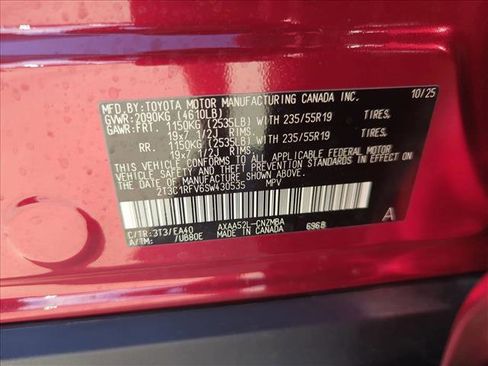 MFD.BY:TOYOTA MOTOR MANUFACTURING CANADA INC. 10/25
GVWR:2090KG (4610LB)
GAWR:FRT. 1150KG (2535LB) WITH 235/55R19 TIRES,
19x7 1/2J RIMS,
RR. 1150KG (2535LB) WITH 235/55R19 TIRES,
19x7 1/2J RIMS,
THIS VEHICLE CONFORMS TO ALL APPLICABLE FEDERAL MOTOR
VEHICLE SAFETY AND THEFT PREVENTION STANDARDS IN
EFFECT ON THE DATE OF MANUFACTURE SHOWN ABOVE.
2T3C1RFV6SW430535 MPV
C/TR:3T3/EA40 AXAA52L-CNZMBA 696B A
A/TM: /UB80E MADE IN CANADA